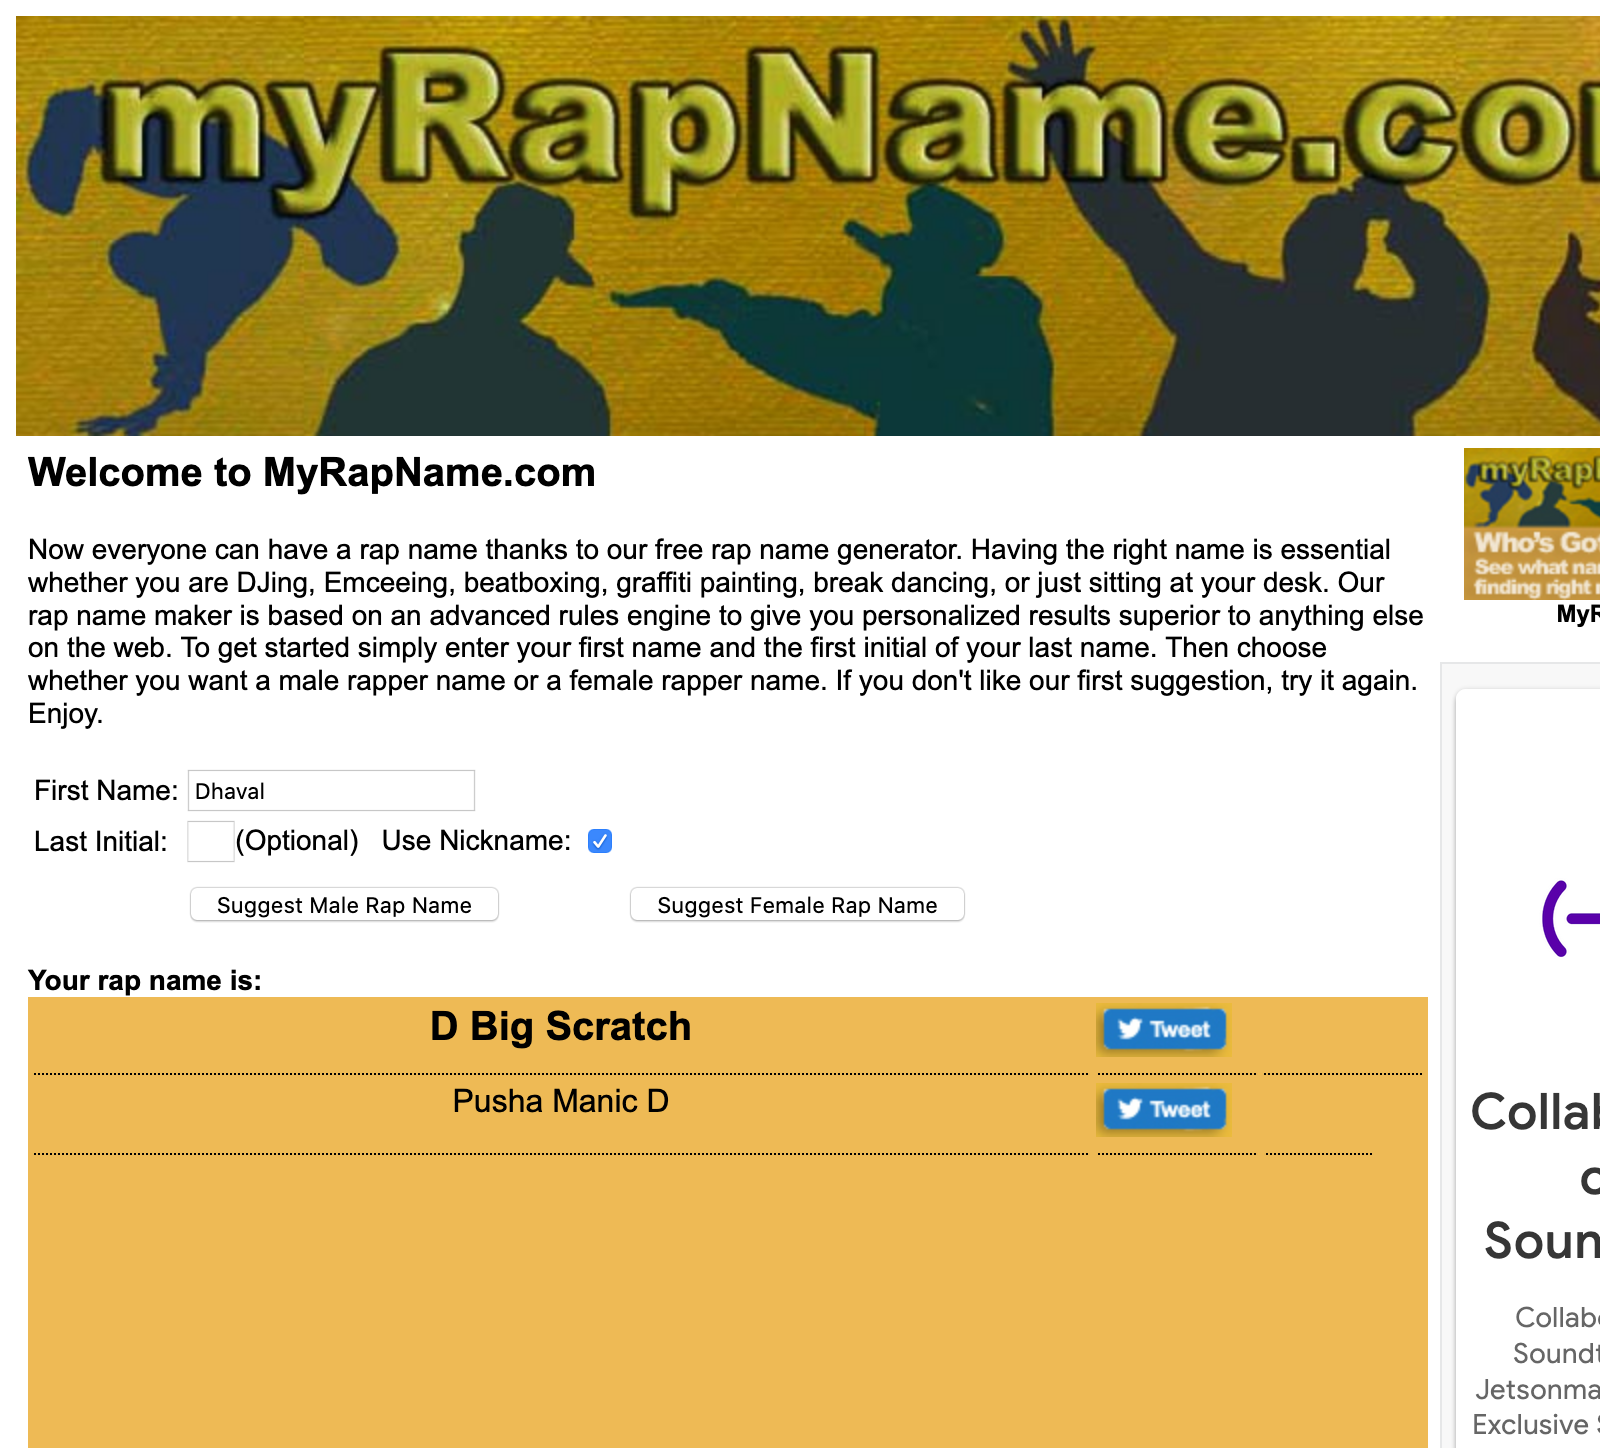 myRapName.co
Welcome to MyRapName.com
Now everyone can have a rap name thanks to our free rap name generator. Having the right name is essential
whether you are DJing, Emceeing, beatboxing, graffiti painting, break dancing, or just sitting at your desk. Our
rap name maker is based on an advanced rules engine to give you personalized results superior to anything else
on the web. To get started simply enter your first name and the first initial of your last name. Then choose
whether you want a male rapper name or a female rapper name. If you don't like our first suggestion, try it again.
Enjoy.
First Name: Dhaval
Last Initial: (Optional) Use Nickname:
Suggest Male Rap Name Suggest Female Rap Name
Your rap name is:
D Big Scratch Tweet
Pusha Manic D Tweet
myRap
Who's Go
See what na
finding right
MyR
Collab
Soun
Collab
Sound
Jetsonma
Exclusive